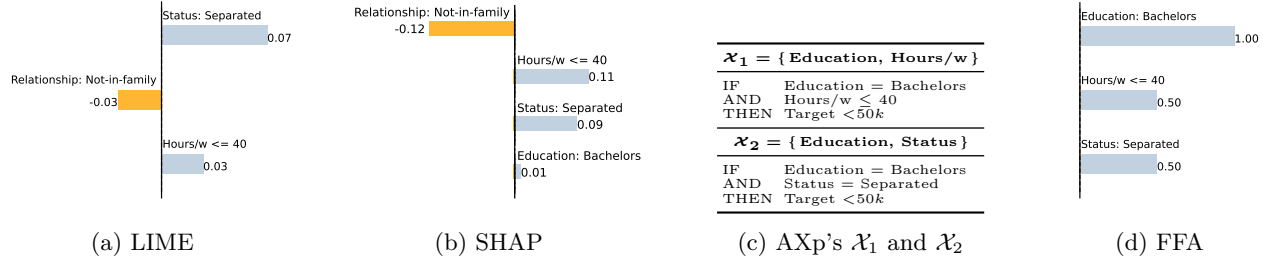 Status: Separated
0.07
Relationship: Not-in-family
-0.03
Hours/w <= 40
0.03
(a) LIME
Relationship: Not-in-family
-0.12
Hours/w <= 40
0.11
Status: Separated
0.09
Education: Bachelors
0.01
(b) SHAP
𝒳₁ = { Education, Hours/w }
IF Education = Bachelors
AND Hours/w ≤ 40
THEN Target <50k
𝒳₂ = { Education, Status }
IF Education = Bachelors
AND Status = Separated
THEN Target <50k
(c) AXp's 𝒳₁ and 𝒳₂
Education: Bachelors
1.00
Hours/w <= 40
0.50
Status: Separated
0.50
(d) FFA